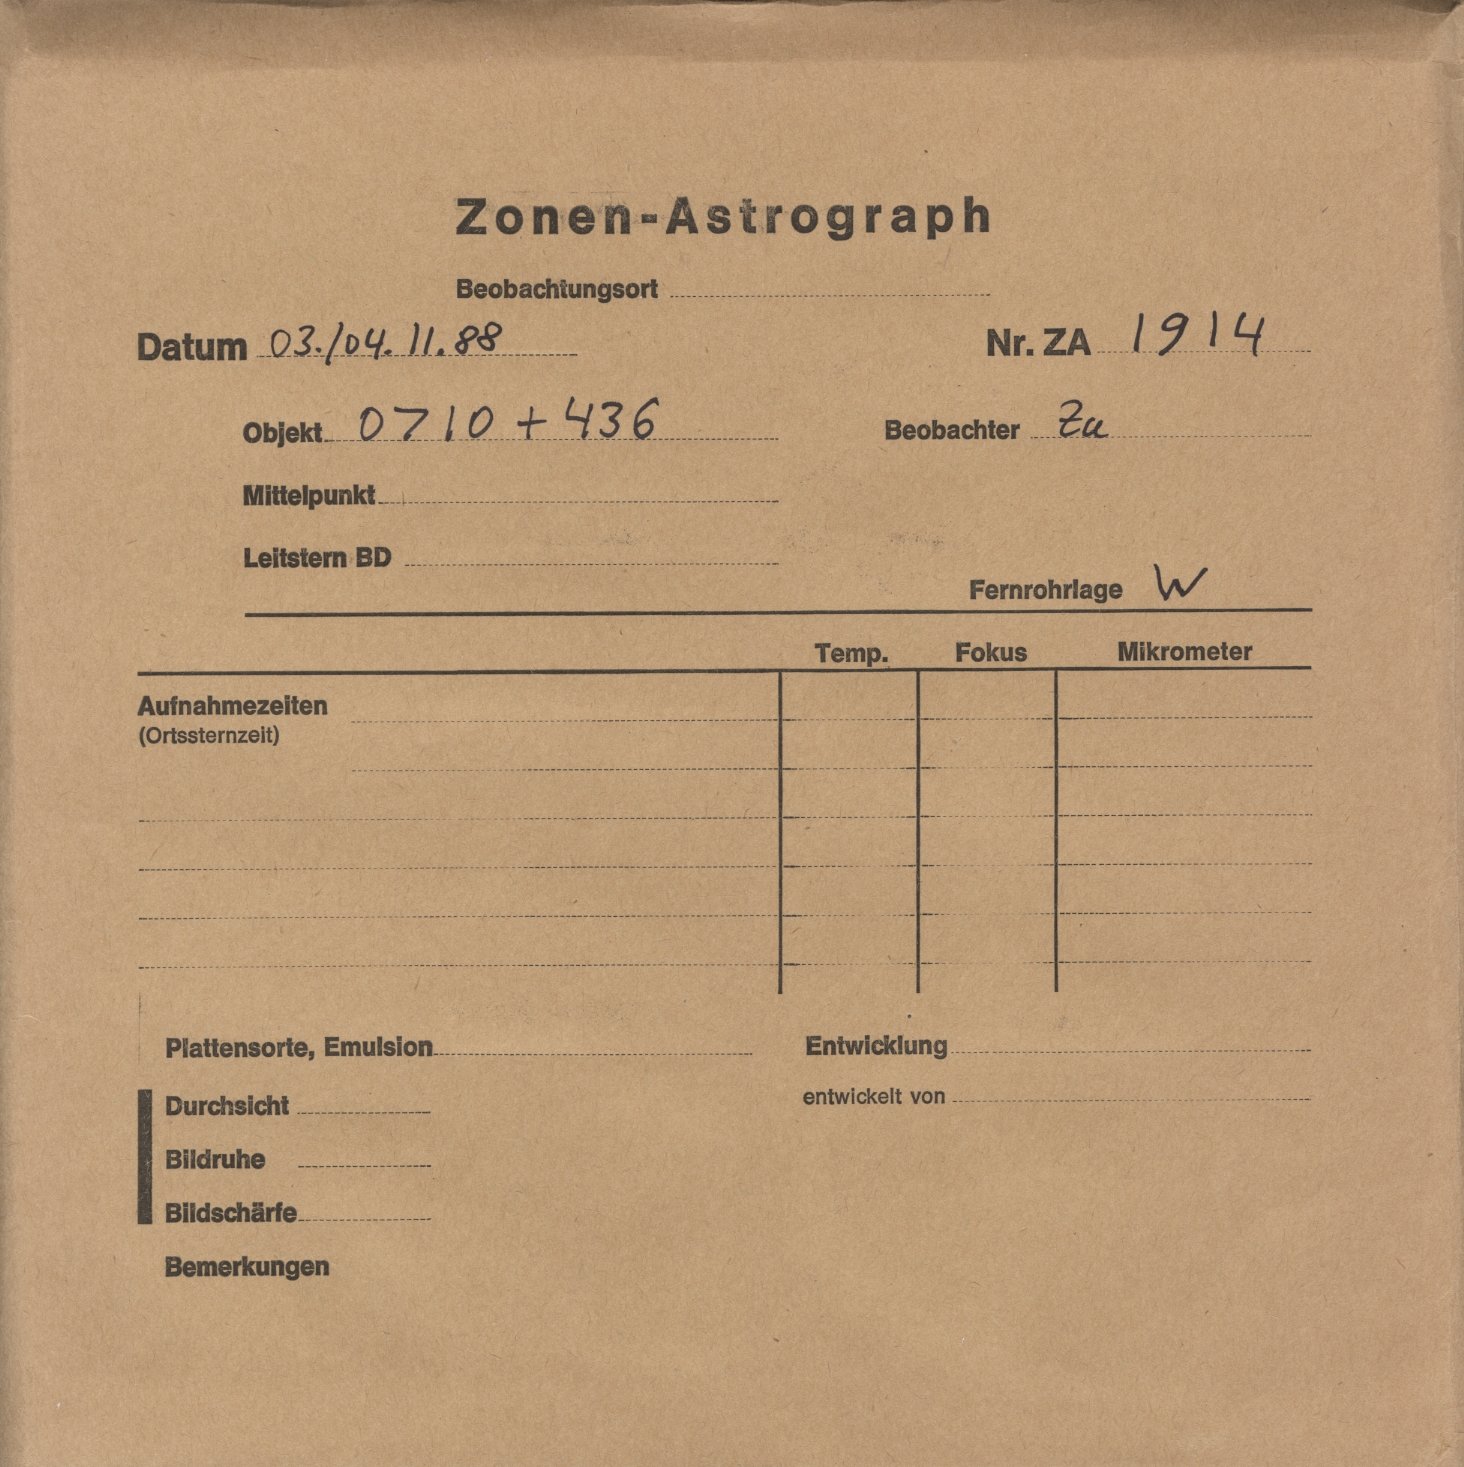 Zonen-Astrograph
Beobachtungsort
Datum 03./04.11.88 Nr. ZA 1914
Objekt 0710 + 436 Beobachter Zu
Mittelpunkt
Leitstern BD
Fernrohrlage W
Temp. Fokus Mikrometer
Aufnahmezeiten
(Ortssternzeit)
Plattensorte, Emulsion Entwicklung
Durchsicht entwickelt von
Bildruhe
Bildschärfe
Bemerkungen